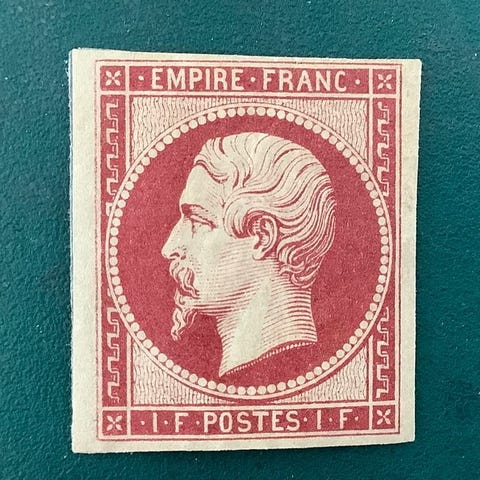 · EMPIRE · FRANC ·
· 1 · F · POSTES · 1 · F ·